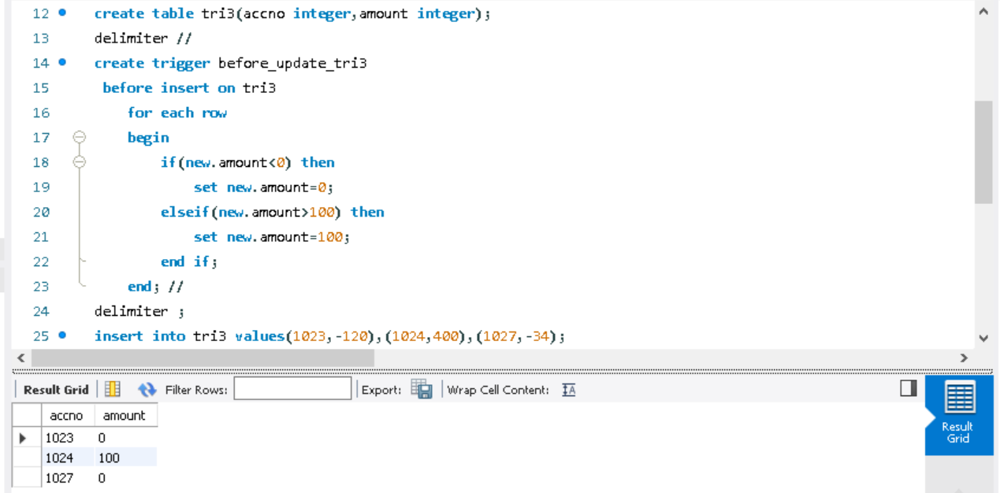 12 create table tri3(accno integer,amount integer);
13 delimiter //
14 create trigger before_update_tri3
15 before insert on tri3
16 for each row
17 begin
18 if(new.amount<0) then
19 set new.amount=0;
20 elseif(new.amount>100) then
21 set new.amount=100;
22 end if;
23 end; //
24 delimiter ;
25 insert into tri3 values(1023,-120),(1024,400),(1027,-34);
Result Grid Filter Rows: Export: Wrap Cell Content: IA
accno amount
1023 0
1024 100
1027 0
Result
Grid